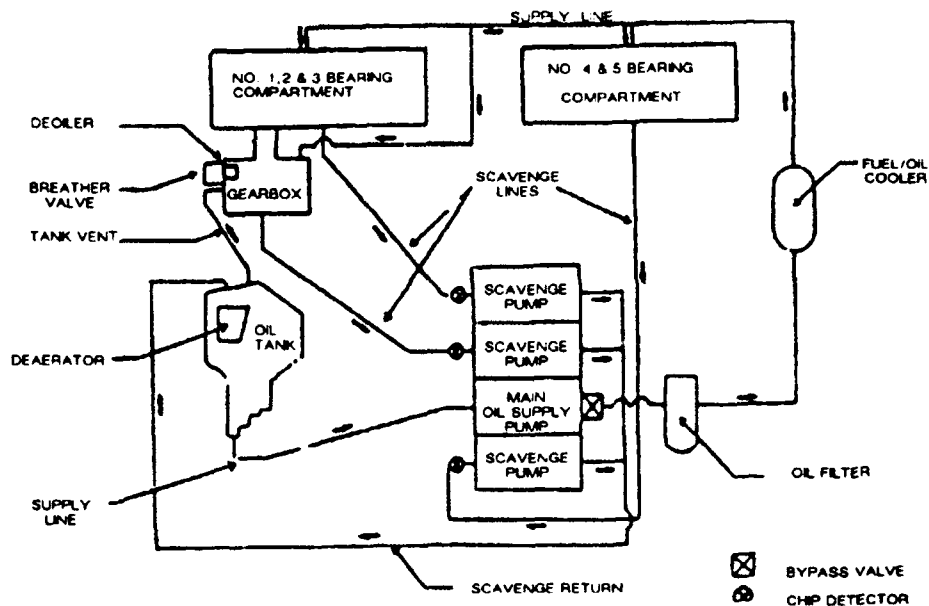 SUPPLY LINE
NO. 1, 2 & 3 BEARING
COMPARTMENT
NO. 4 & 5 BEARING
COMPARTMENT
DEOILER
BREATHER
VALVE
GEARBOX
TANK VENT
SCAVENGE
LINES
FUEL/OIL
COOLER
SCAVENGE
PUMP
OIL
TANK
DEAERATOR
SCAVENGE
PUMP
MAIN
OIL SUPPLY
PUMP
SCAVENGE
PUMP
OIL FILTER
SUPPLY
LINE
SCAVENGE RETURN
BYPASS VALVE
CHIP DETECTOR